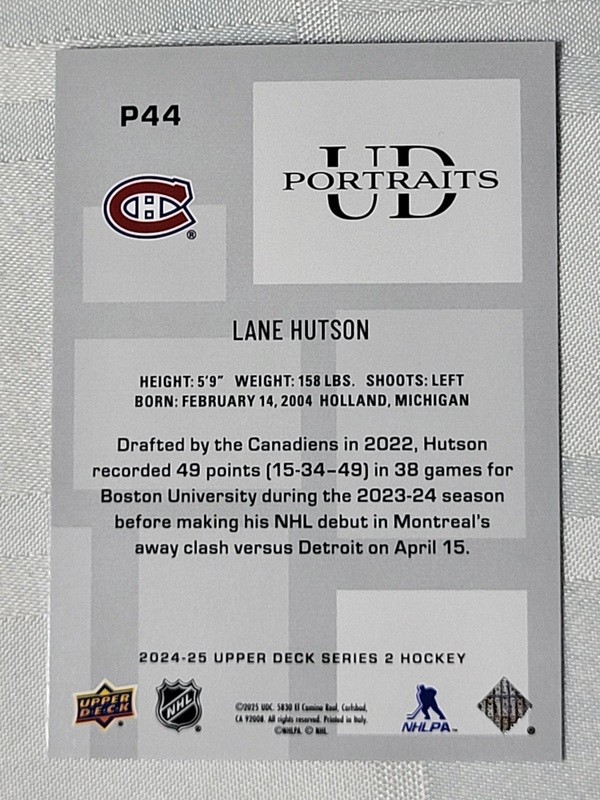 P44
UD
PORTRAITS
CH
®
LANE HUTSON
HEIGHT: 5'9" WEIGHT: 158 LBS. SHOOTS: LEFT
BORN: FEBRUARY 14, 2004 HOLLAND, MICHIGAN
Drafted by the Canadiens in 2022, Hutson
recorded 49 points (15-34–49) in 38 games for
Boston University during the 2023-24 season
before making his NHL debut in Montreal's
away clash versus Detroit on April 15.
2024-25 UPPER DECK SERIES 2 HOCKEY
UPPER
DECK
NHL
©2025 UDC. 5830 El Camino Real, Carlsbad,
CA 92008. All rights reserved. Printed in Italy.
©NHLPA. © NHL.
NHLPA™
®